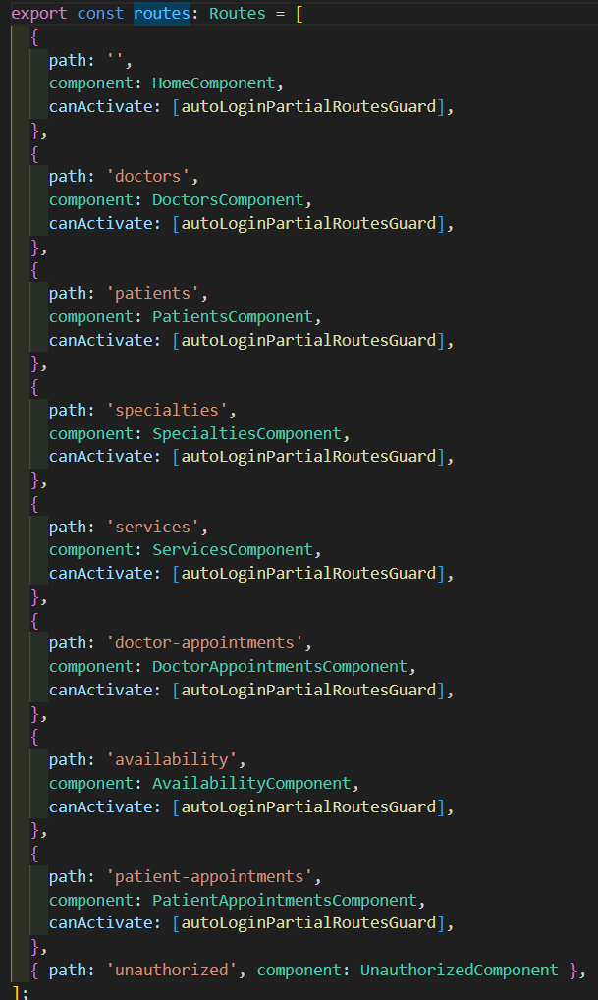 export const routes: Routes = [
  {
    path: '',
    component: HomeComponent,
    canActivate: [autoLoginPartialRoutesGuard],
  },
  {
    path: 'doctors',
    component: DoctorsComponent,
    canActivate: [autoLoginPartialRoutesGuard],
  },
  {
    path: 'patients',
    component: PatientsComponent,
    canActivate: [autoLoginPartialRoutesGuard],
  },
  {
    path: 'specialties',
    component: SpecialtiesComponent,
    canActivate: [autoLoginPartialRoutesGuard],
  },
  {
    path: 'services',
    component: ServicesComponent,
    canActivate: [autoLoginPartialRoutesGuard],
  },
  {
    path: 'doctor-appointments',
    component: DoctorAppointmentsComponent,
    canActivate: [autoLoginPartialRoutesGuard],
  },
  {
    path: 'availability',
    component: AvailabilityComponent,
    canActivate: [autoLoginPartialRoutesGuard],
  },
  {
    path: 'patient-appointments',
    component: PatientAppointmentsComponent,
    canActivate: [autoLoginPartialRoutesGuard],
  },
  { path: 'unauthorized', component: UnauthorizedComponent },
];